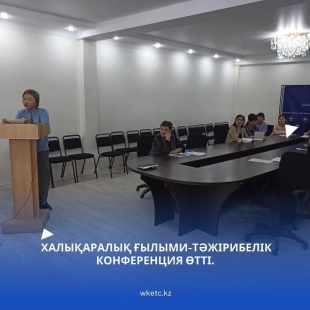 ХАЛЫҚАРАЛЫҚ ҒЫЛЫМИ-ТӘЖІРИБЕЛІК
КОНФЕРЕНЦИЯ ӨТТІ.
wketc.kz